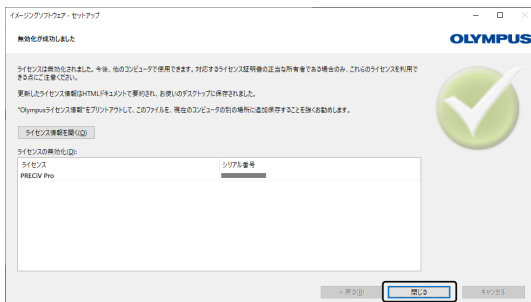 イメージングソフトウェア - セットアップ
無効化が成功しました
OLYMPUS
ライセンスは無効化されました。今後、他のコンピュータで使用できます。対応するライセンス証明書の正当な所有者である場合のみ、これらのライセンスを利用で
きる点にご注意ください。
更新したライセンス情報はHTMLドキュメントで要約され、お使いのデスクトップに保存されました。
"Olympusライセンス情報"をプリントアウトして、このファイルを、現在のコンピュータの別の場所に追加保存することを強くお勧めします。
ライセンス情報を開く(O)
ライセンスの無効化(D):
ライセンス シリアル番号
PRECiV Pro
< 戻る(B) 閉じる キャンセル